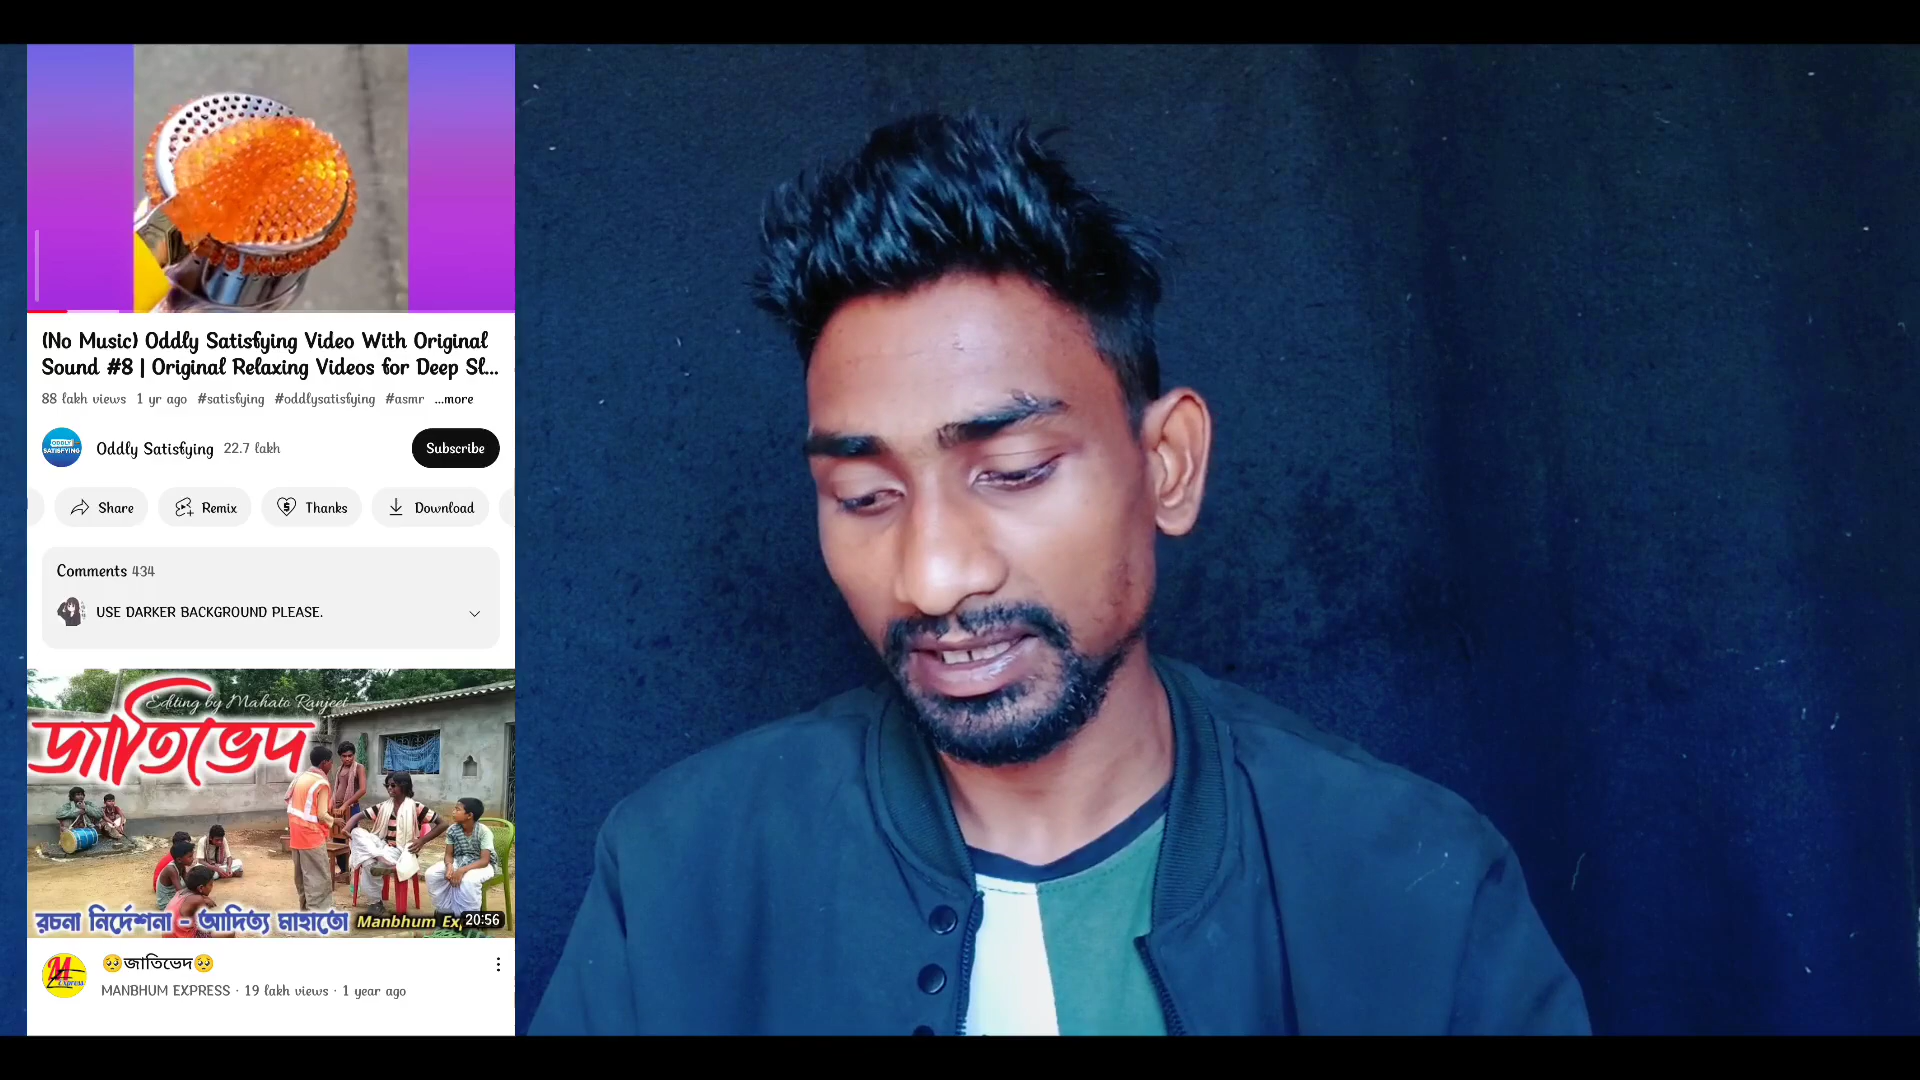 (No Music) Oddly Satisfying Video With Original
Sound #8 | Original Relaxing Videos for Deep Sl...
88 lakh views 1 yr ago #satisfying #oddlysatisfying #asmr ...more
ODDLY
SATISFYING
Oddly Satisfying 22.7 lakh
Subscribe
Share Remix Thanks Download
Comments 434
USE DARKER BACKGROUND PLEASE.
Editing by Mahato Ranjeet
জাতিভেদ
রচনা নির্দেশনা - আদিত্য মাহাতো Manbhum Ex 20:56
M
Express
🥺জাতিভেদ🥺
MANBHUM EXPRESS · 19 lakh views · 1 year ago